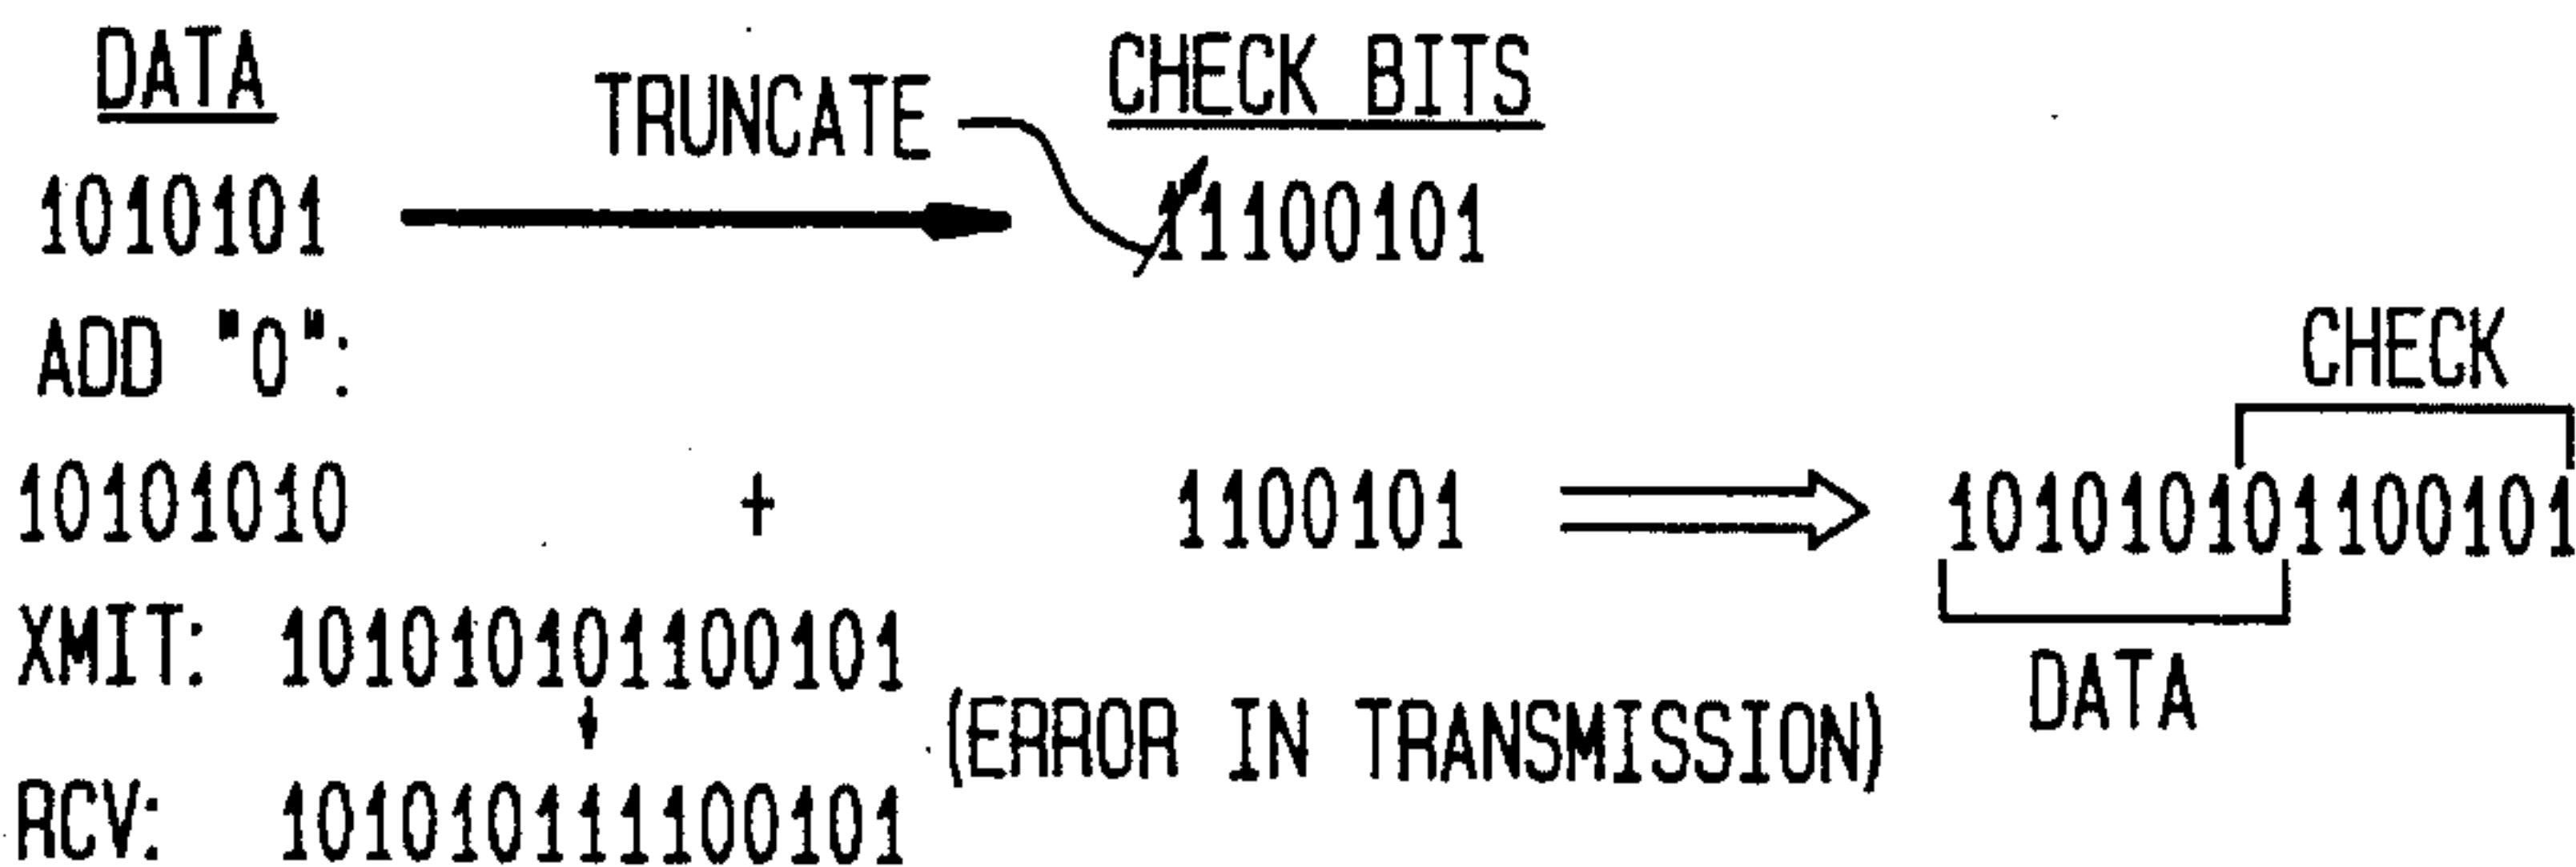 DATA
TRUNCATE
CHECK BITS
1010101
11100101
ADD "0":
CHECK
10101010 + 1100101 101010101100101
XMIT: 101010101100101
DATA
(ERROR IN TRANSMISSION)
RCV: 101010111100101